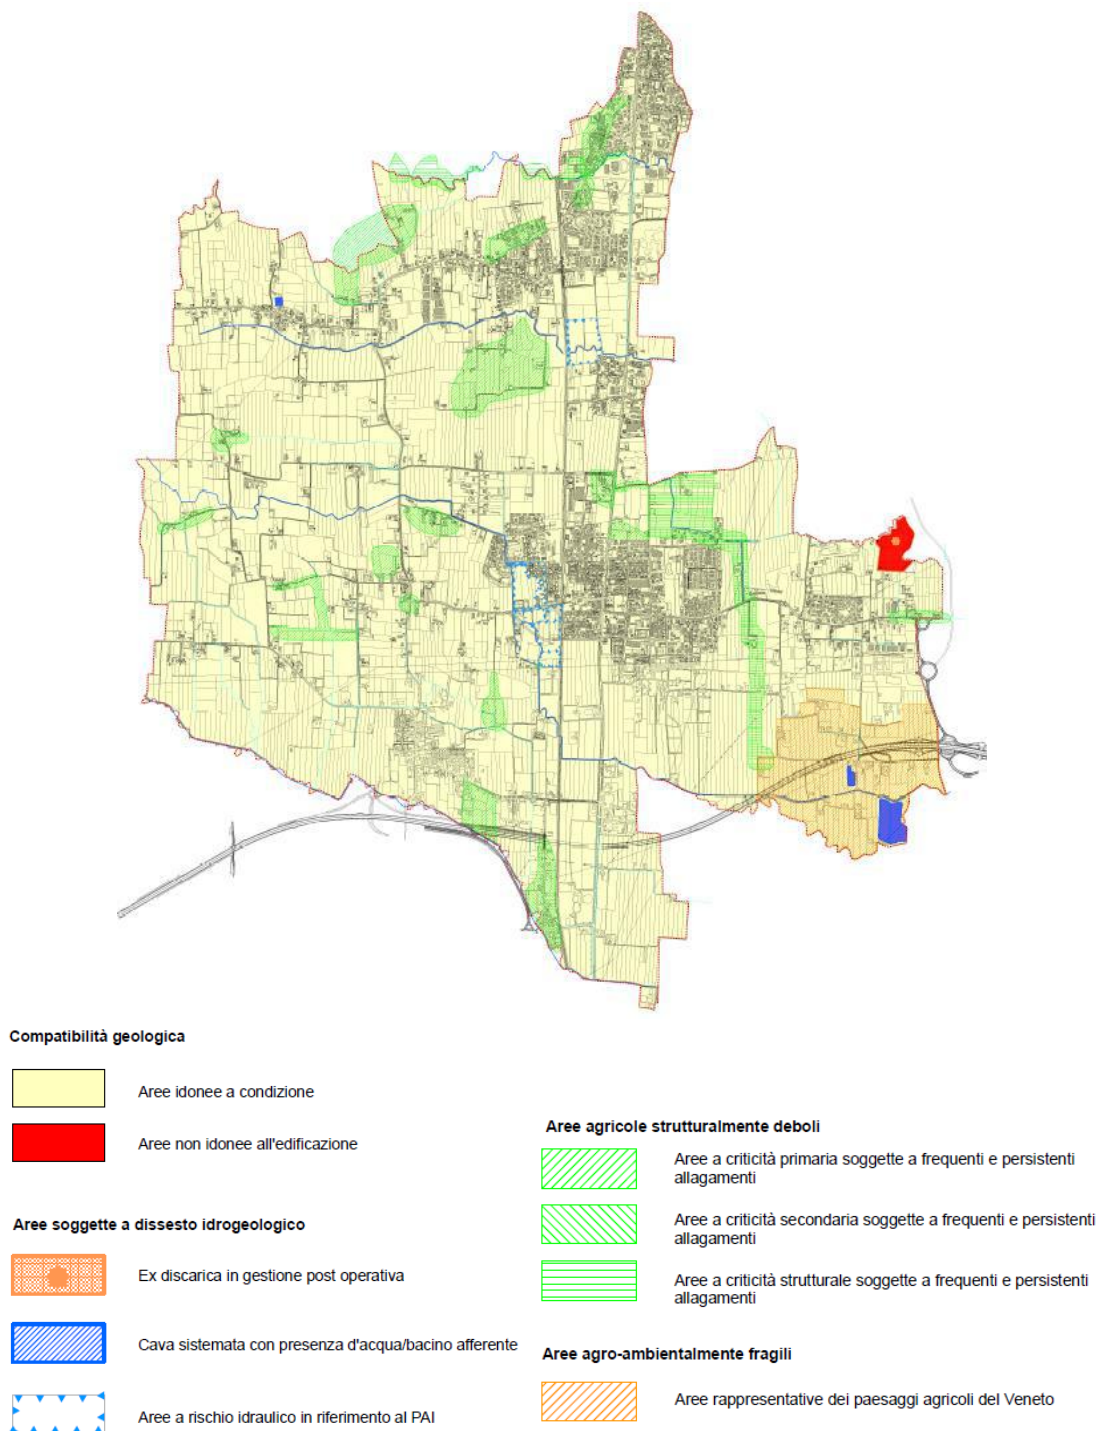 Compatibilità geologica
Aree idonee a condizione
Aree non idonee all'edificazione
Aree soggette a dissesto idrogeologico
Ex discarica in gestione post operativa
Cava sistemata con presenza d'acqua/bacino afferente
Aree a rischio idraulico in riferimento al PAI
Aree agricole strutturalmente deboli
Aree a criticità primaria soggette a frequenti e persistenti
allagamenti
Aree a criticità secondaria soggette a frequenti e persistenti
allagamenti
Aree a criticità strutturale soggette a frequenti e persistenti
allagamenti
Aree agro-ambientalmente fragili
Aree rappresentative dei paesaggi agricoli del Veneto